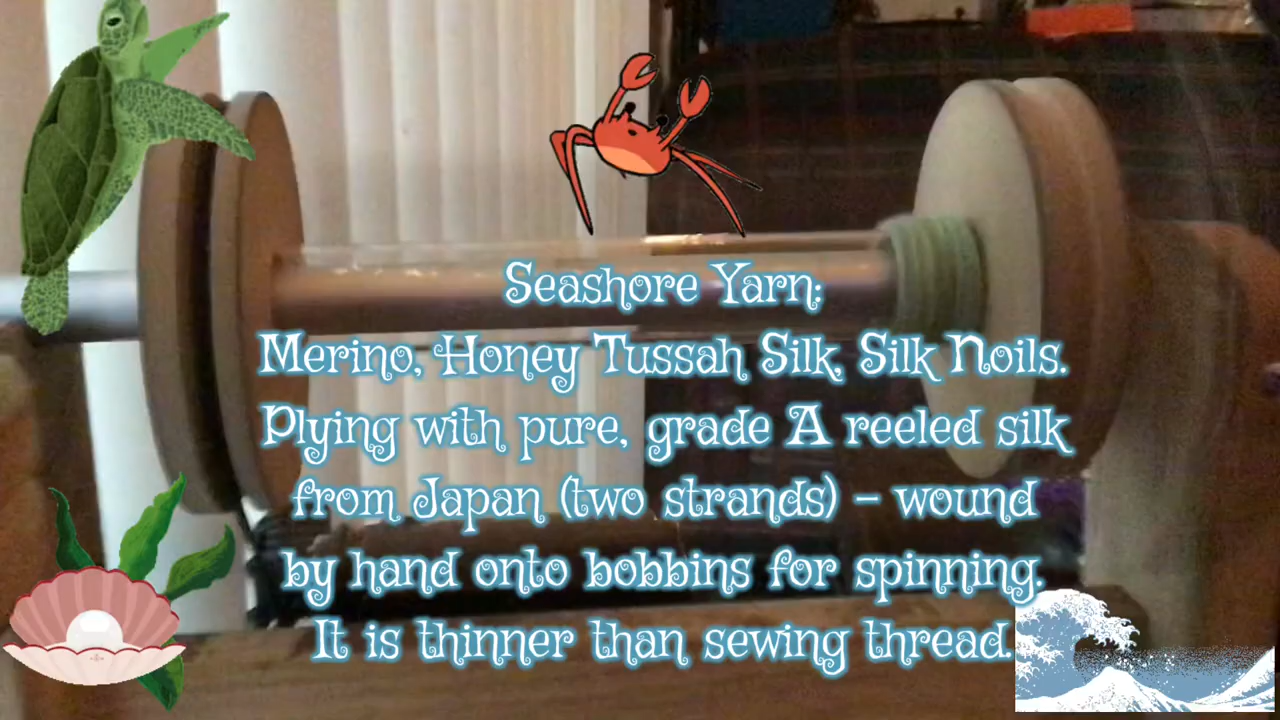 Seashore Yarn:
Merino, Honey Tussah Silk, Silk Noils.
Plying with pure, grade A reeled silk
from Japan (two strands) – wound
by hand onto bobbins for spinning.
It is thinner than sewing thread.